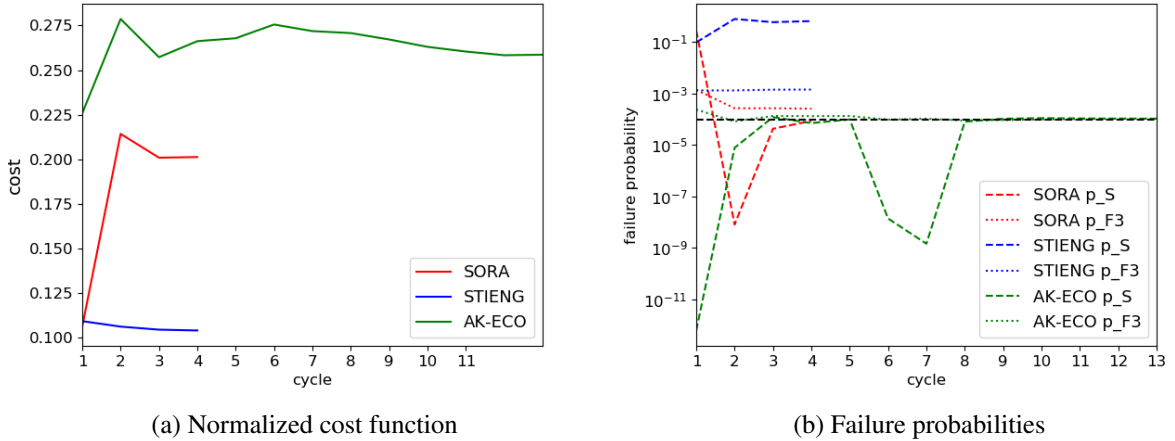 0.275
0.250
0.225
0.200
0.175
0.150
0.125
0.100
cost
1 2 3 4 5 6 7 8 9 10 11
cycle
SORA
STIENG
AK-ECO
(a) Normalized cost function
10⁻¹
10⁻³
10⁻⁵
10⁻⁷
10⁻⁹
10⁻¹¹
failure probability
1 2 3 4 5 6 7 8 9 10 11 12 13
cycle
SORA p_S
SORA p_F3
STIENG p_S
STIENG p_F3
AK-ECO p_S
AK-ECO p_F3
(b) Failure probabilities